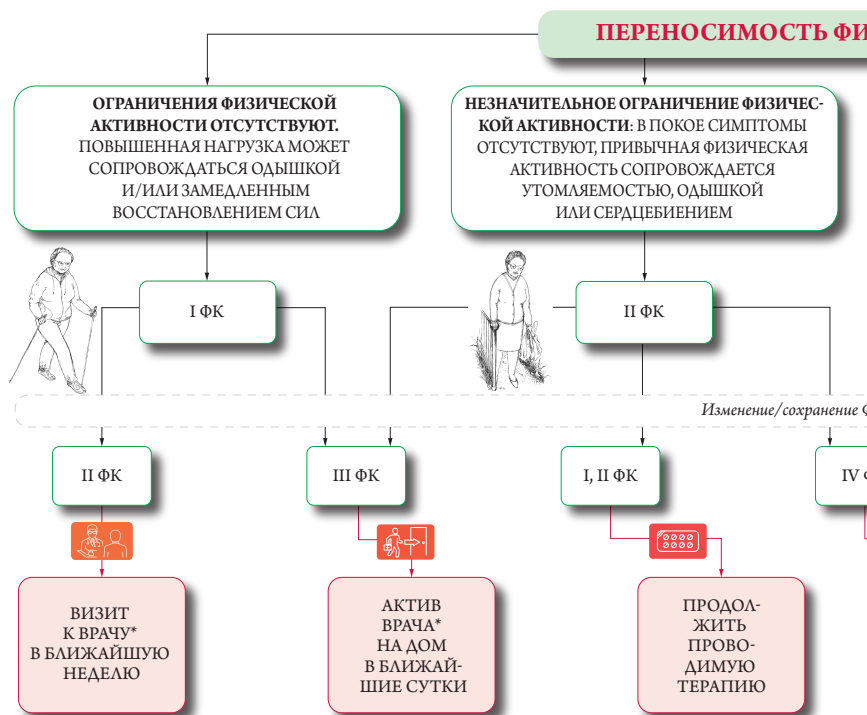 ПЕРЕНОСИМОСТЬ ФИ
ОГРАНИЧЕНИЯ ФИЗИЧЕСКОЙ
АКТИВНОСТИ ОТСУТСТВУЮТ.
ПОВЫШЕННАЯ НАГРУЗКА МОЖЕТ
СОПРОВОЖДАТЬСЯ ОДЫШКОЙ
И/ИЛИ ЗАМЕДЛЕННЫМ
ВОССТАНОВЛЕНИЕМ СИЛ
НЕЗНАЧИТЕЛЬНОЕ ОГРАНИЧЕНИЕ ФИЗИЧЕС-
КОЙ АКТИВНОСТИ: В ПОКОЕ СИМПТОМЫ
ОТСУТСТВУЮТ, ПРИВЫЧНАЯ ФИЗИЧЕСКАЯ
АКТИВНОСТЬ СОПРОВОЖДАЕТСЯ
УТОМЛЯЕМОСТЬЮ, ОДЫШКОЙ
ИЛИ СЕРДЦЕБИЕНИЕМ
I ФК
II ФК
Изменение/сохранение Ф
II ФК
III ФК
I, II ФК
IV Ф
ВИЗИТ
К ВРАЧУ*
В БЛИЖАЙШУЮ
НЕДЕЛЮ
АКТИВ
ВРАЧА*
НА ДОМ
В БЛИЖАЙ-
ШИЕ СУТКИ
ПРОДОЛ-
ЖИТЬ
ПРОВО-
ДИМУЮ
ТЕРАПИЮ